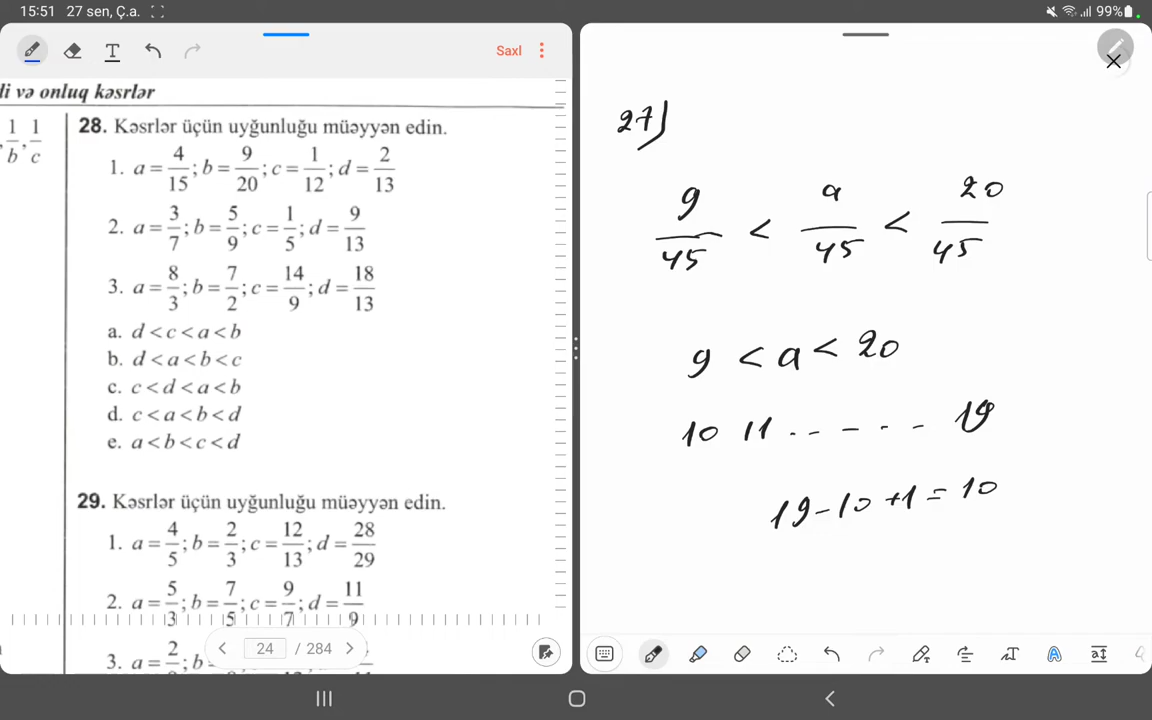 15:51 27 sen, Ç.a. 99%
Saxl
li və onluq kəsrlər
, 1/b, 1/c
28. Kəsrlər üçün uyğunluğu müəyyən edin.
1. a = 4/15; b = 9/20; c = 1/12; d = 2/13
2. a = 3/7; b = 5/9; c = 1/5; d = 9/13
3. a = 8/3; b = 7/2; c = 14/9; d = 18/13
a. d < c < a < b
b. d < a < b < c
c. c < d < a < b
d. c < a < b < d
e. a < b < c < d
29. Kəsrlər üçün uyğunluğu müəyyən edin.
1. a = 4/5; b = 2/3; c = 12/13; d = 28/29
2. a = 5/3; b = 7/5; c = 9/7; d = 11/9
3. a = 2
24 / 284
27)
9/45 < a/45 < 20/45
9 < a < 20
10 11 .. - - - . - . 19
19 - 10 + 1 = 10